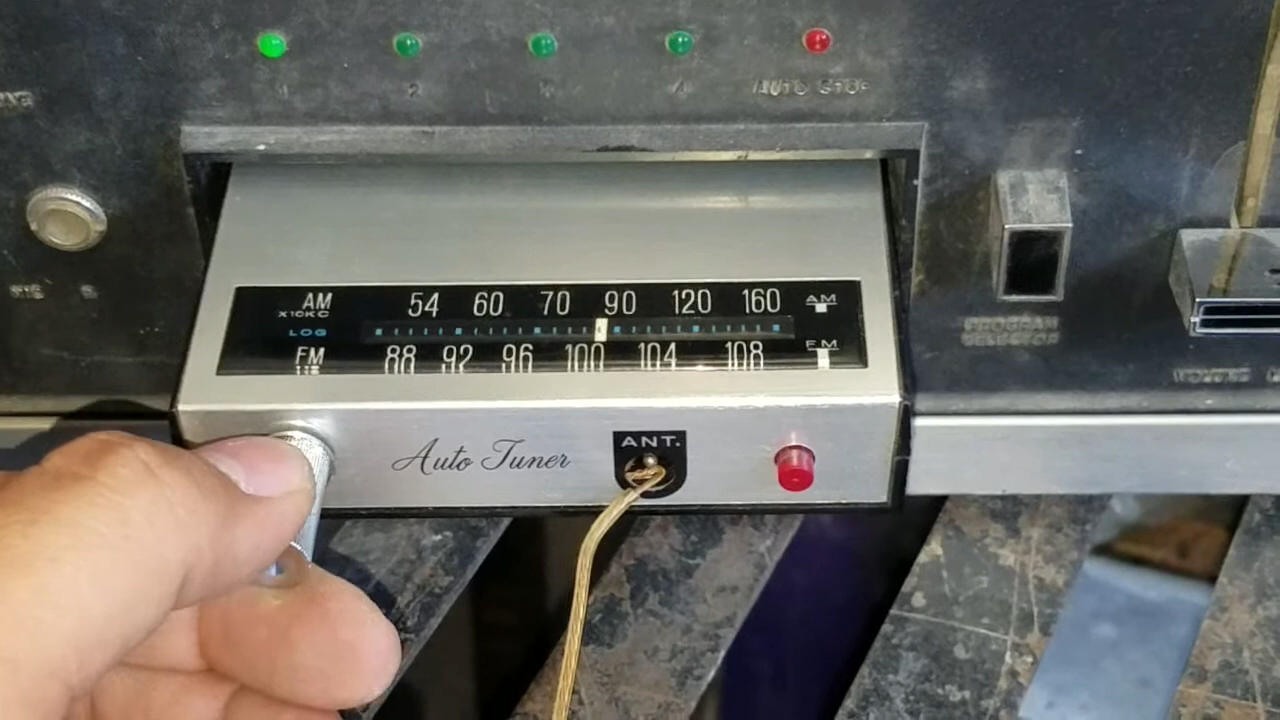 2 4 AUTO STOP
AM 54 60 70 90 120 160 AM
X10KC
LOG
FM 88 92 96 100 104 108 FM
Auto Tuner
ANT.
PROGRAM
SELECTOR